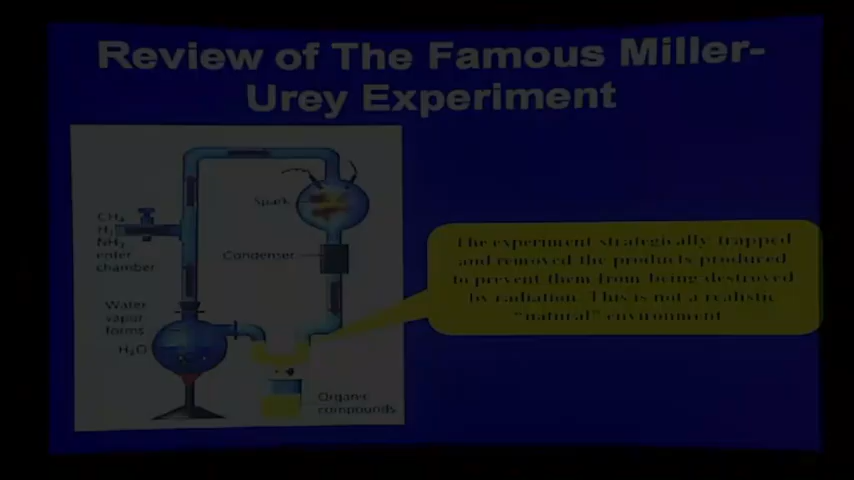 Review of The Famous Miller-
Urey Experiment
Spark
CH4
H2
NH3
enter
chamber
Condenser
Water
vapor
forms
H2O
Organic
compounds
The experiment strategically trapped
and removed the products produced
to prevent them from being destroyed
by radiation. This is not a realistic
"natural" environment